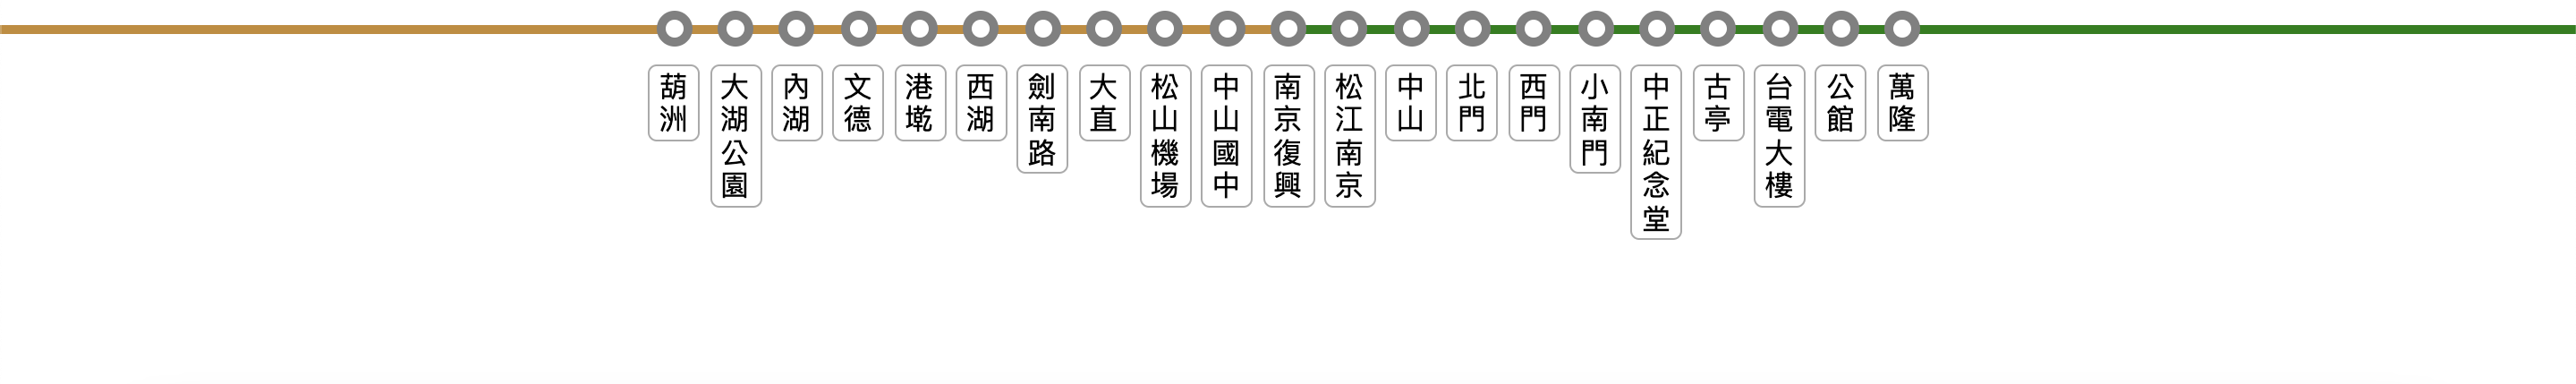 葫洲
大湖公園
內湖
文德
港墘
西湖
劍南路
大直
松山機場
中山國中
南京復興
松江南京
中山
北門
西門
小南門
中正紀念堂
古亭
台電大樓
公館
萬隆